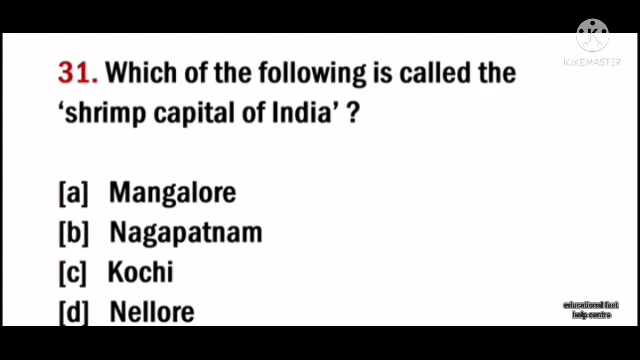 KINEMASTER
31. Which of the following is called the
‘shrimp capital of India’ ?
[a] Mangalore
[b] Nagapatnam
[c] Kochi
[d] Nellore
educational fast
help centre